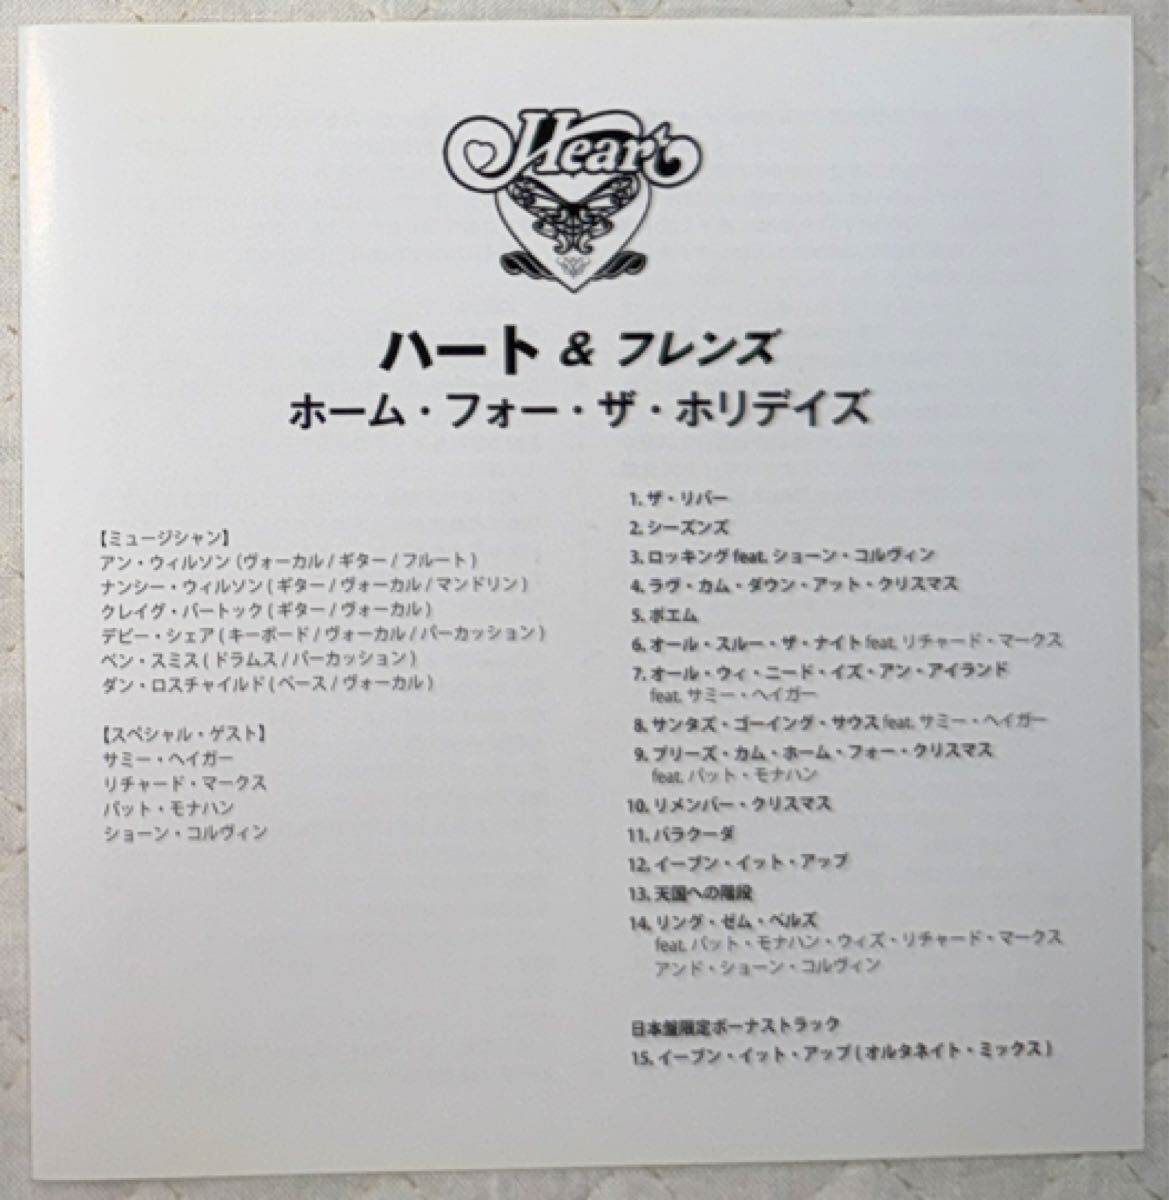 Heart
ハート & フレンズ
ホーム・フォー・ザ・ホリデイズ
【ミュージシャン】
アン・ウィルソン (ヴォーカル / ギター / フルート)
ナンシー・ウィルソン (ギター / ヴォーカル / マンドリン)
クレイグ・バートック (ギター / ヴォーカル)
デビー・シェア (キーボード / ヴォーカル / パーカッション)
ベン・スミス (ドラムス / パーカッション)
ダン・ロスチャイルド (ベース / ヴォーカル)
【スペシャル・ゲスト】
サミー・ヘイガー
リチャード・マークス
パット・モナハン
ショーン・コルヴィン
1. ザ・リバー
2. シーズンズ
3. ロッキング feat. ショーン・コルヴィン
4. ラヴ・カム・ダウン・アット・クリスマス
5. ポエム
6. オール・スルー・ザ・ナイト feat. リチャード・マークス
7. オール・ウィ・ニード・イズ・アン・アイランド
feat. サミー・ヘイガー
8. サンタズ・ゴーイング・サウス feat. サミー・ヘイガー
9. プリーズ・カム・ホーム・フォー・クリスマス
feat. パット・モナハン
10. リメンバー・クリスマス
11. バラクーダ
12. イーブン・イット・アップ
13. 天国への階段
14. リング・ゼム・ベルズ
feat. パット・モナハン・ウィズ・リチャード・マークス
アンド・ショーン・コルヴィン
日本盤限定ボーナストラック
15. イーブン・イット・アップ (オルタネイト・ミックス)